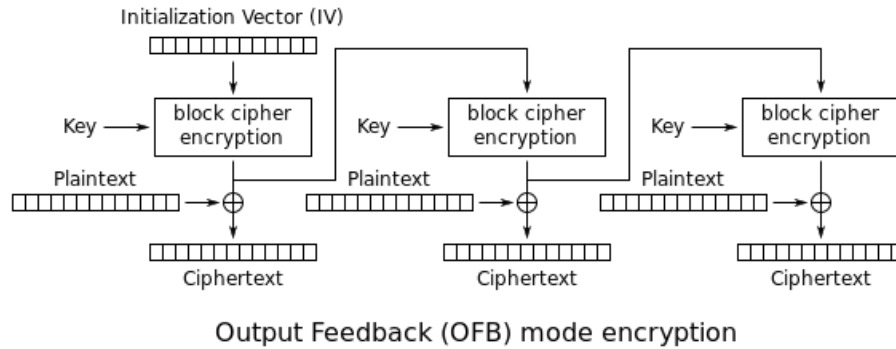 Initialization Vector (IV)
Key
block cipher
encryption
Key
block cipher
encryption
Key
block cipher
encryption
Plaintext
Plaintext
Plaintext
Ciphertext
Ciphertext
Ciphertext
Output Feedback (OFB) mode encryption